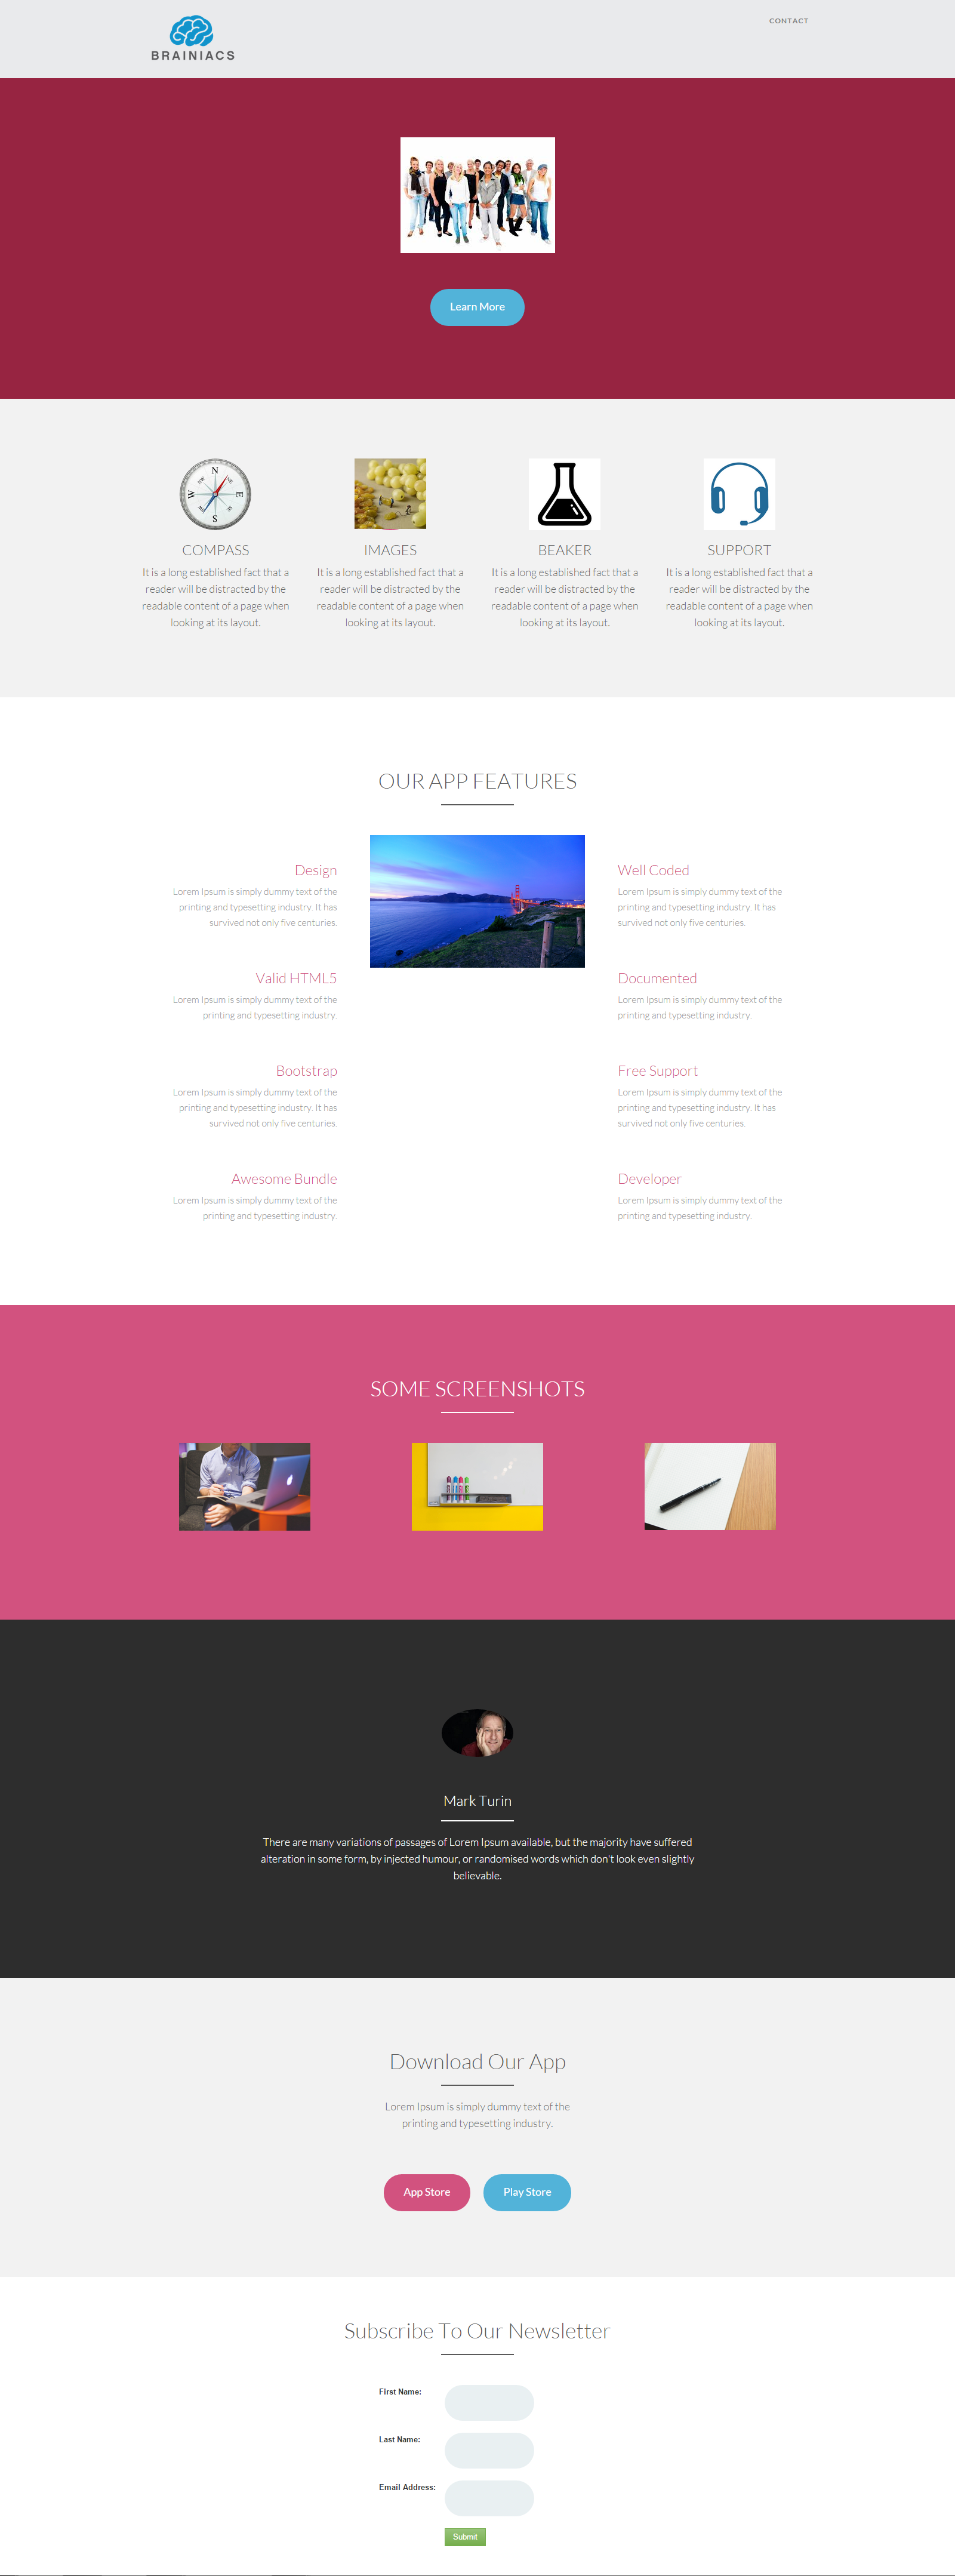 BRAINIACS
CONTACT
Learn More
N
E
S
W
COMPASS
It is a long established fact that a
reader will be distracted by the
readable content of a page when
looking at its layout.
IMAGES
It is a long established fact that a
reader will be distracted by the
readable content of a page when
looking at its layout.
BEAKER
It is a long established fact that a
reader will be distracted by the
readable content of a page when
looking at its layout.
SUPPORT
It is a long established fact that a
reader will be distracted by the
readable content of a page when
looking at its layout.
OUR APP FEATURES
Design
Lorem Ipsum is simply dummy text of the
printing and typesetting industry. It has
survived not only five centuries.
Valid HTML5
Lorem Ipsum is simply dummy text of the
printing and typesetting industry.
Bootstrap
Lorem Ipsum is simply dummy text of the
printing and typesetting industry. It has
survived not only five centuries.
Awesome Bundle
Lorem Ipsum is simply dummy text of the
printing and typesetting industry.
Well Coded
Lorem Ipsum is simply dummy text of the
printing and typesetting industry. It has
survived not only five centuries.
Documented
Lorem Ipsum is simply dummy text of the
printing and typesetting industry.
Free Support
Lorem Ipsum is simply dummy text of the
printing and typesetting industry. It has
survived not only five centuries.
Developer
Lorem Ipsum is simply dummy text of the
printing and typesetting industry.
SOME SCREENSHOTS
Mark Turin
There are many variations of passages of Lorem Ipsum available, but the majority have suffered
alteration in some form, by injected humour, or randomised words which don't look even slightly
believable.
Download Our App
Lorem Ipsum is simply dummy text of the
printing and typesetting industry.
App Store
Play Store
Subscribe To Our Newsletter
First Name:
Last Name:
Email Address:
Submit